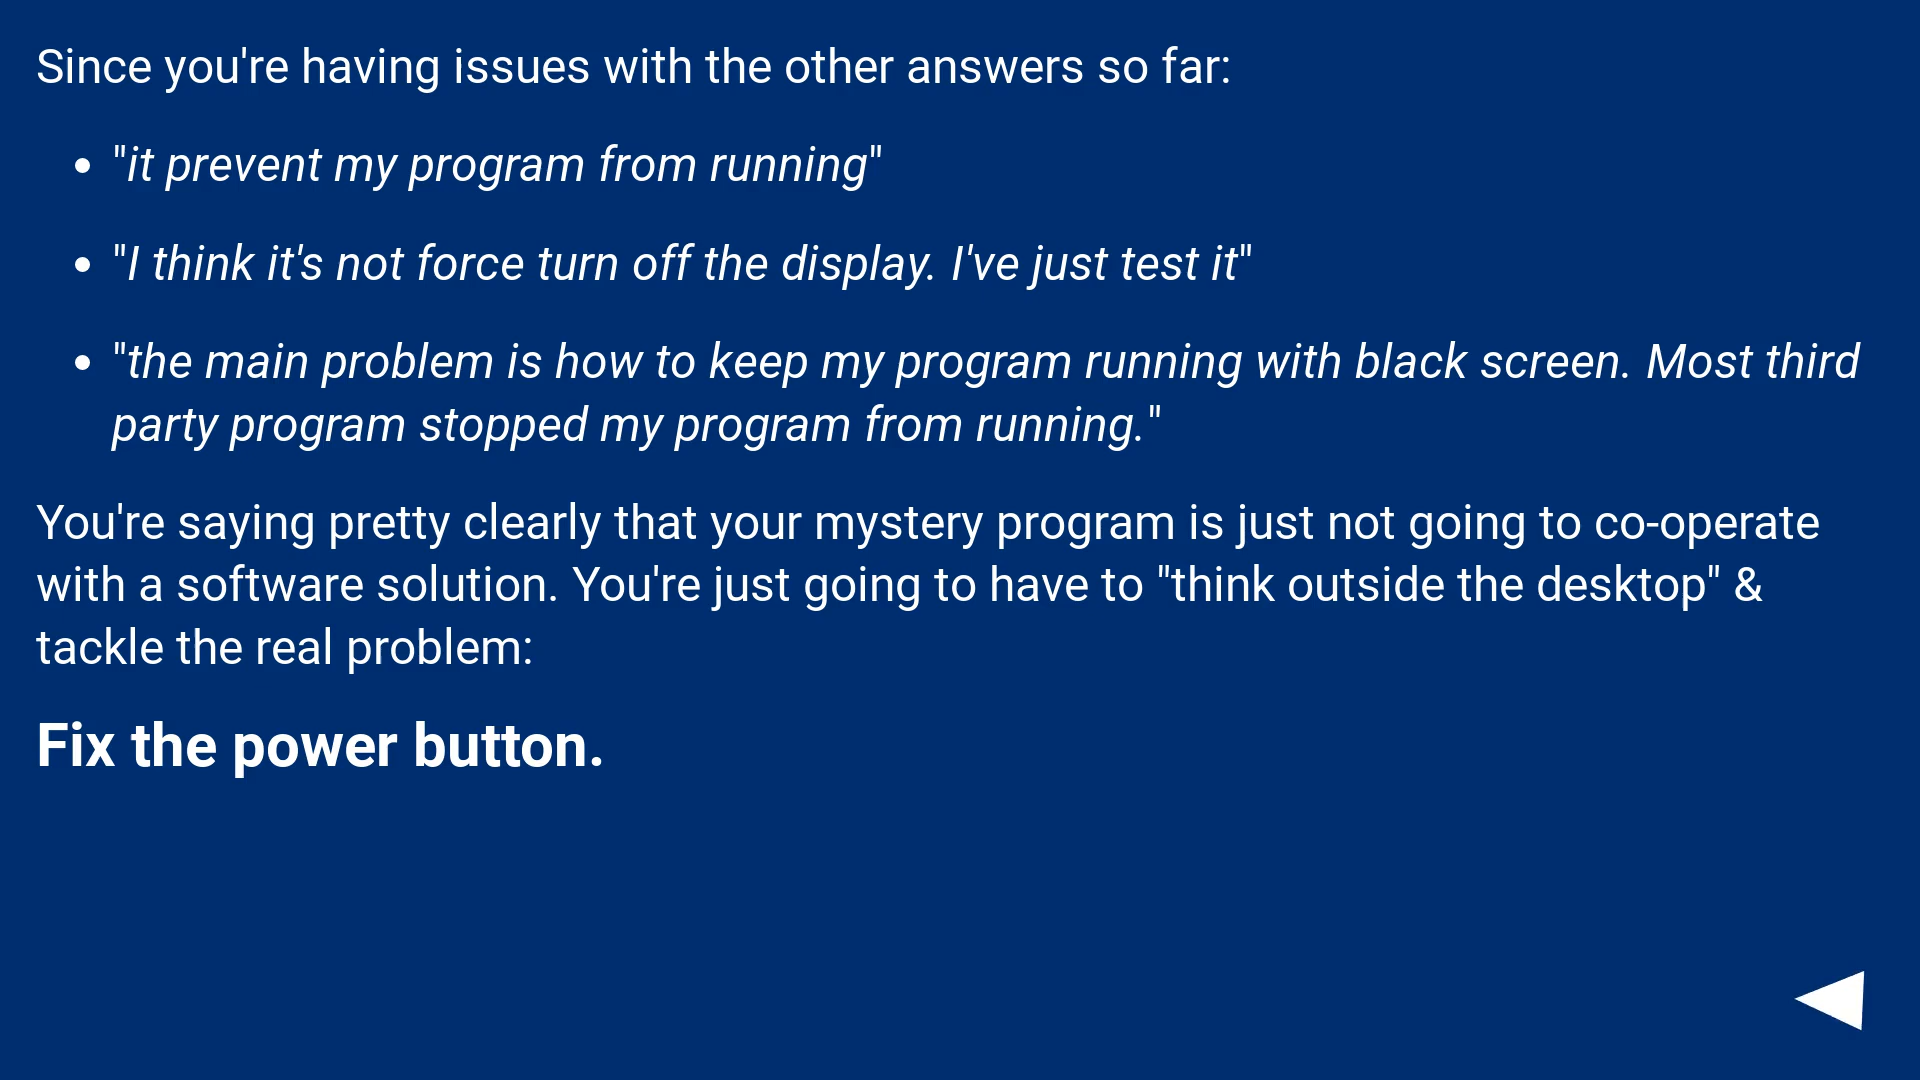 Since you're having issues with the other answers so far:
• "it prevent my program from running"
• "I think it's not force turn off the display. I've just test it"
• "the main problem is how to keep my program running with black screen. Most third
party program stopped my program from running."
You're saying pretty clearly that your mystery program is just not going to co-operate
with a software solution. You're just going to have to "think outside the desktop" &
tackle the real problem:
Fix the power button.